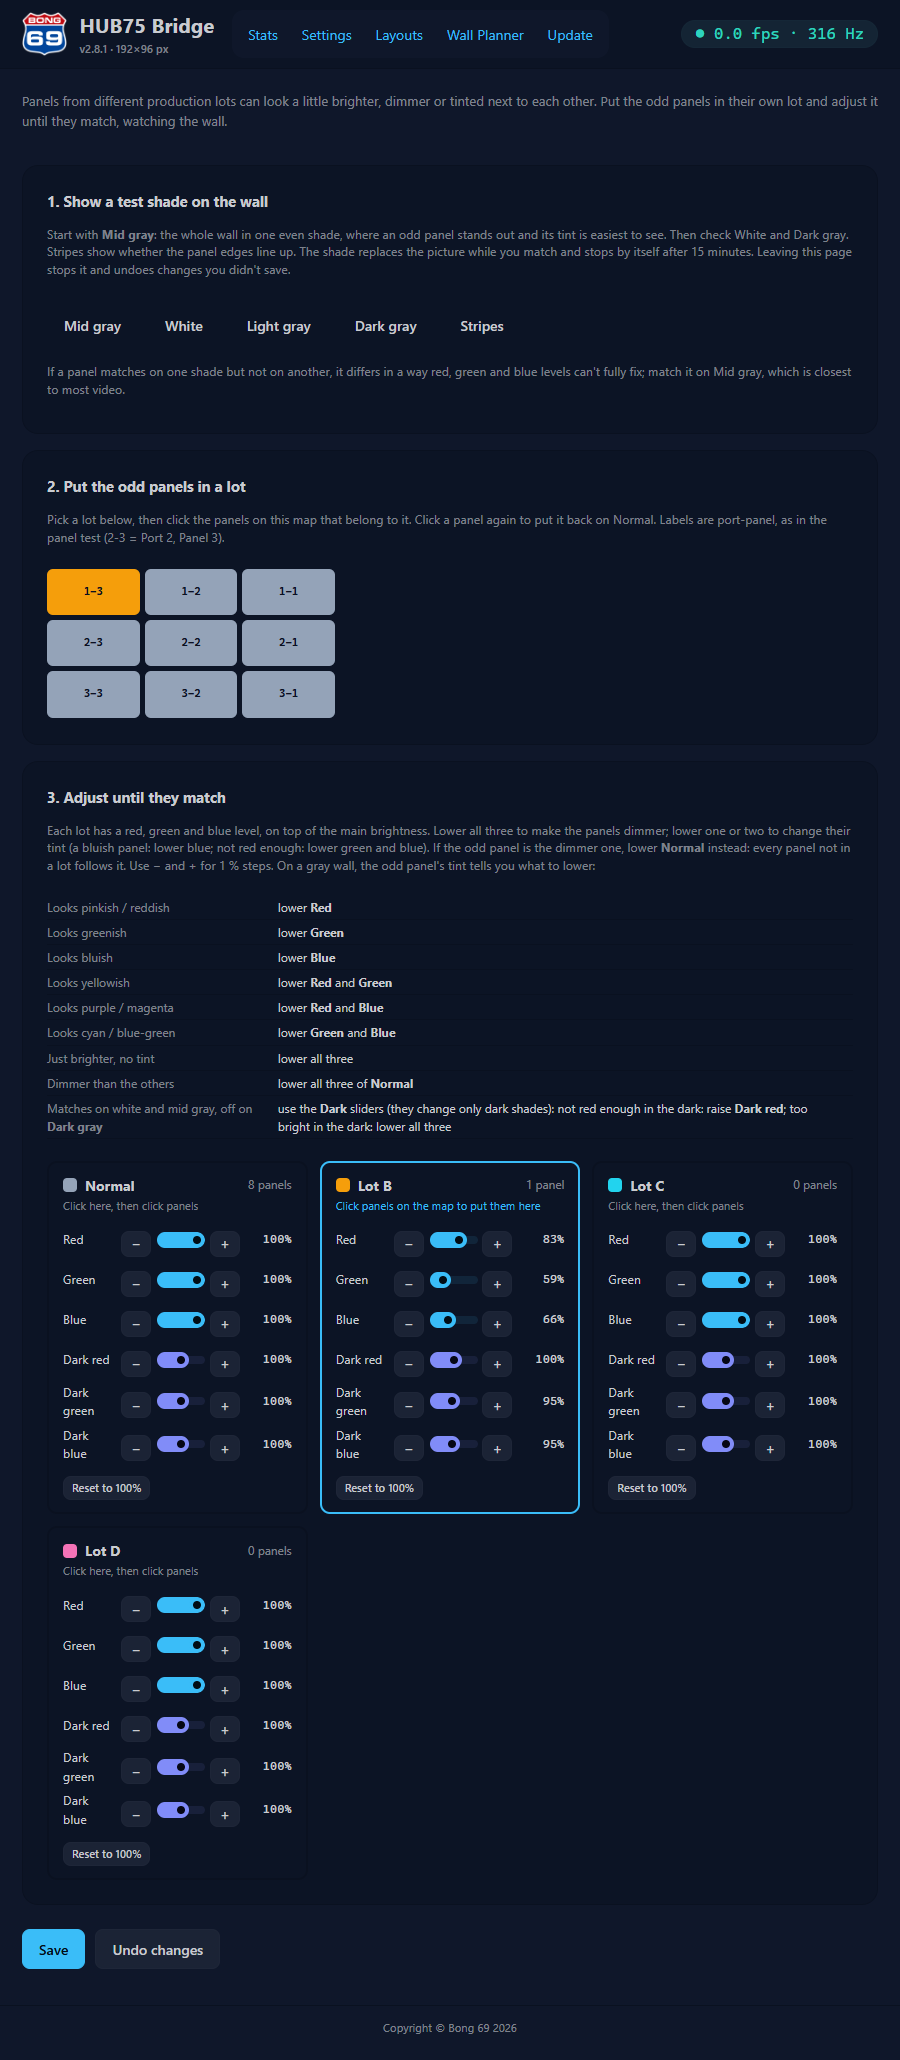 BONG
69
HUB75 Bridge
v2.8.1 · 192×96 px
Stats
Settings
Layouts
Wall Planner
Update
● 0.0 fps · 316 Hz
Panels from different production lots can look a little brighter, dimmer or tinted next to each other. Put the odd panels in their own lot and adjust it
until they match, watching the wall.
1. Show a test shade on the wall
Start with Mid gray: the whole wall in one even shade, where an odd panel stands out and its tint is easiest to see. Then check White and Dark gray.
Stripes show whether the panel edges line up. The shade replaces the picture while you match and stops by itself after 15 minutes. Leaving this page
stops it and undoes changes you didn't save.
Mid gray
White
Light gray
Dark gray
Stripes
If a panel matches on one shade but not on another, it differs in a way red, green and blue levels can't fully fix; match it on Mid gray, which is closest
to most video.
2. Put the odd panels in a lot
Pick a lot below, then click the panels on this map that belong to it. Click a panel again to put it back on Normal. Labels are port-panel, as in the
panel test (2-3 = Port 2, Panel 3).
1–3
1–2
1–1
2–3
2–2
2–1
3–3
3–2
3–1
3. Adjust until they match
Each lot has a red, green and blue level, on top of the main brightness. Lower all three to make the panels dimmer; lower one or two to change their
tint (a bluish panel: lower blue; not red enough: lower green and blue). If the odd panel is the dimmer one, lower Normal instead: every panel not in
a lot follows it. Use − and + for 1 % steps. On a gray wall, the odd panel's tint tells you what to lower:
Looks pinkish / reddish
lower Red
Looks greenish
lower Green
Looks bluish
lower Blue
Looks yellowish
lower Red and Green
Looks purple / magenta
lower Red and Blue
Looks cyan / blue-green
lower Green and Blue
Just brighter, no tint
lower all three
Dimmer than the others
lower all three of Normal
Matches on white and mid gray, off on
Dark gray
use the Dark sliders (they change only dark shades): not red enough in the dark: raise Dark red; too
bright in the dark: lower all three
Normal
8 panels
Click here, then click panels
Red − + 100%
Green − + 100%
Blue − + 100%
Dark red − + 100%
Dark
green − + 100%
Dark
blue − + 100%
Reset to 100%
Lot B
1 panel
Click panels on the map to put them here
Red − + 83%
Green − + 59%
Blue − + 66%
Dark red − + 100%
Dark
green − + 95%
Dark
blue − + 95%
Reset to 100%
Lot C
0 panels
Click here, then click panels
Red − + 100%
Green − + 100%
Blue − + 100%
Dark red − + 100%
Dark
green − + 100%
Dark
blue − + 100%
Reset to 100%
Lot D
0 panels
Click here, then click panels
Red − + 100%
Green − + 100%
Blue − + 100%
Dark red − + 100%
Dark
green − + 100%
Dark
blue − + 100%
Reset to 100%
Save
Undo changes
Copyright © Bong 69 2026